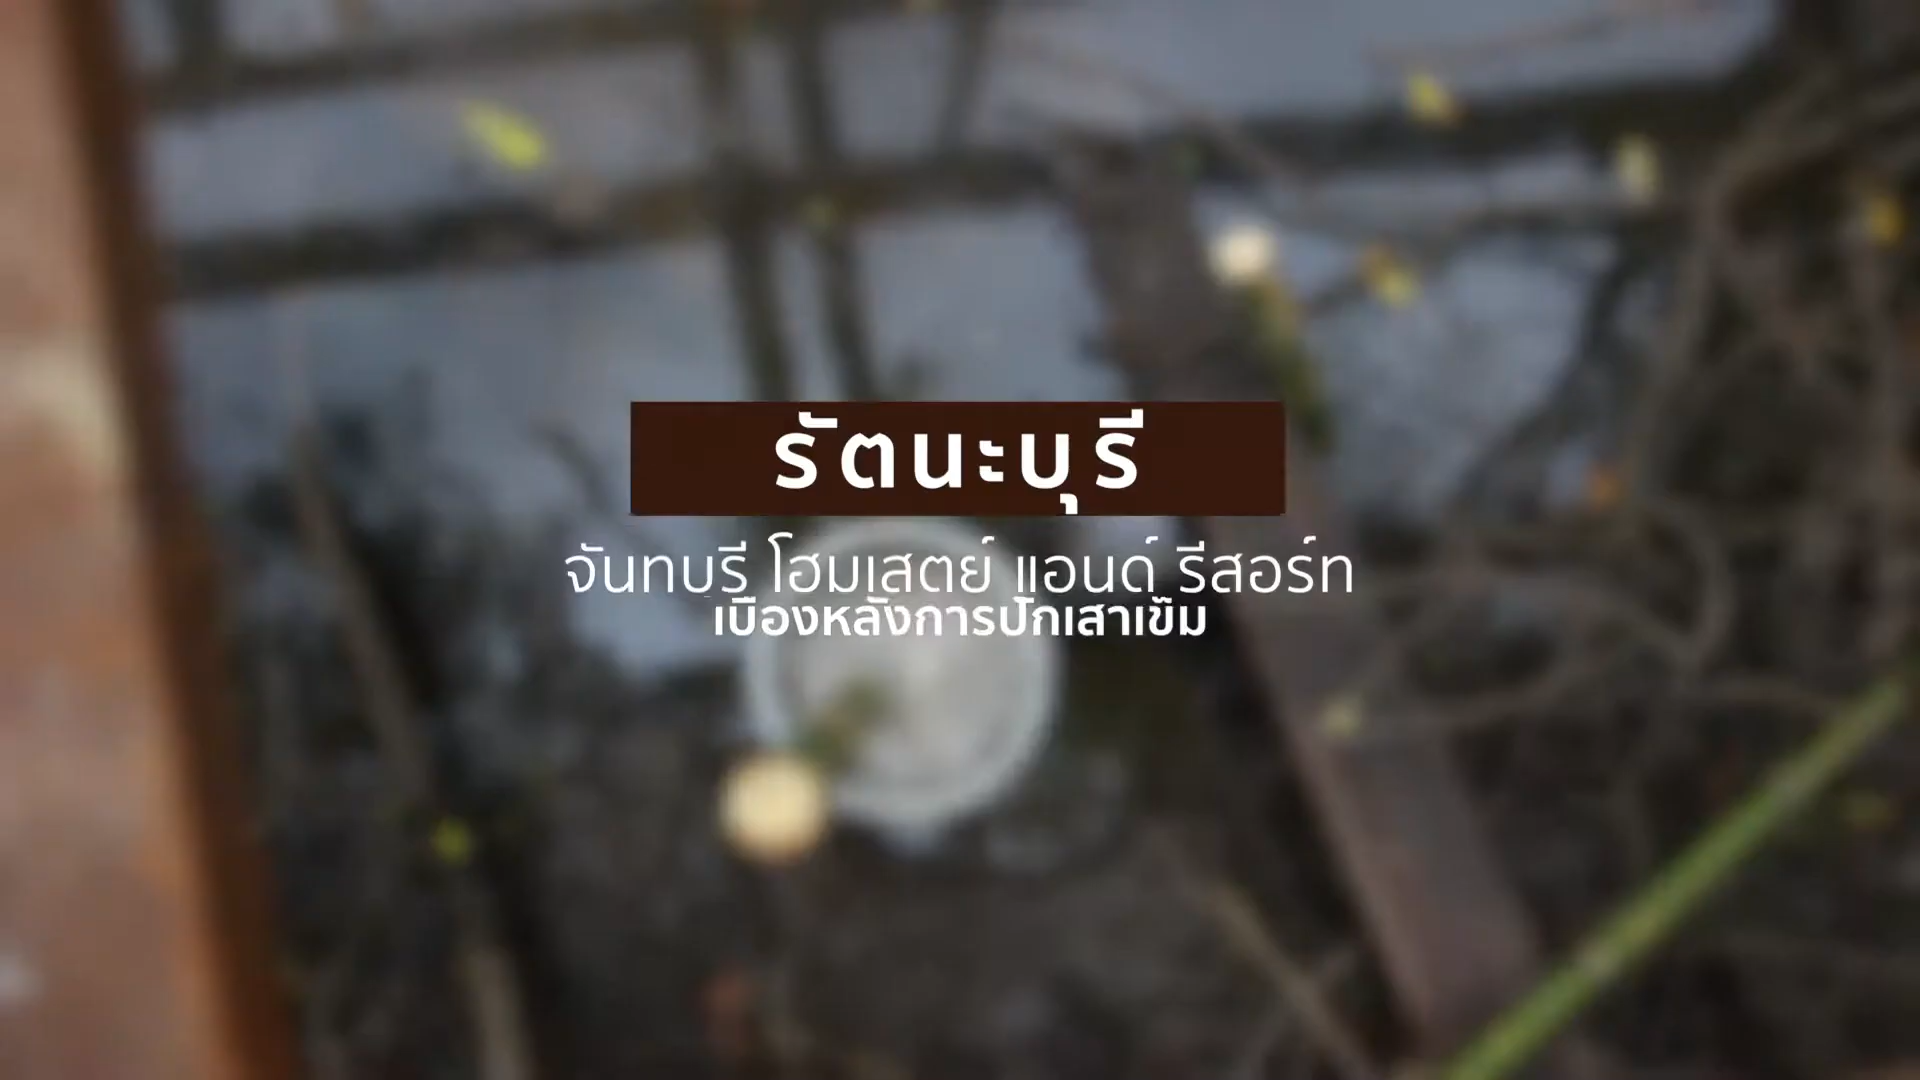 รัตนะบุรี
จันทบุรี โฮมเสตย์ แอนด์ รีสอร์ท
เบื้องหลังการปักเสาเข็ม